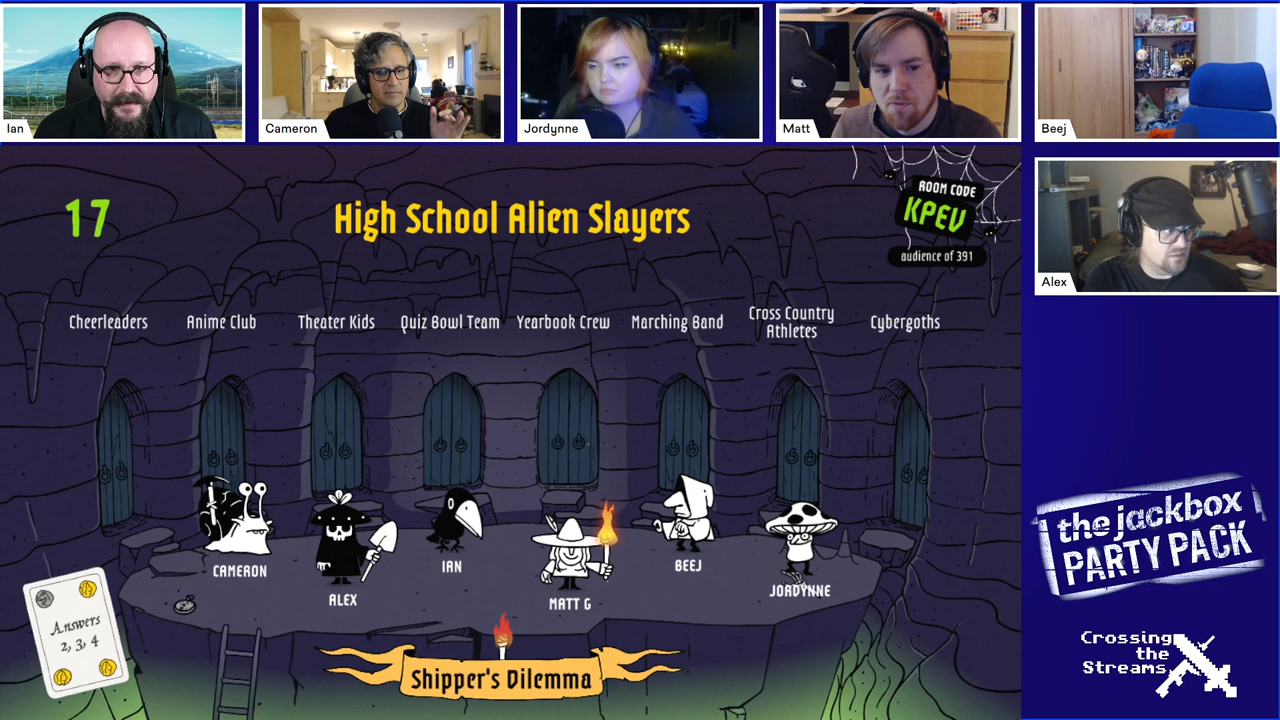 Ian
Cameron
Jordynne
Matt
Beej
Alex
17
High School Alien Slayers
ROOM CODE
KPEV
audience of 391
Cheerleaders
Anime Club
Theater Kids
Quiz Bowl Team
Yearbook Crew
Marching Band
Cross Country
Athletes
Cybergoths
CAMERON
ALEX
IAN
MATT G
BEEJ
JORDYNNE
Answers
2, 3, 4
Shipper's Dilemma
the jackbox
PARTY PACK
Crossing
the
Streams